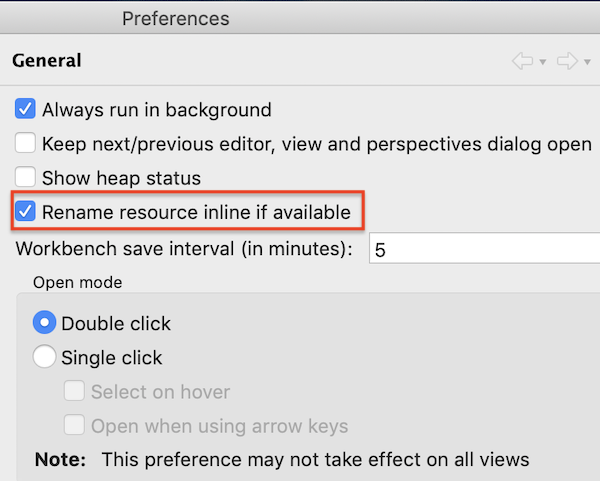 Preferences
General
Always run in background
Keep next/previous editor, view and perspectives dialog open
Show heap status
Rename resource inline if available
Workbench save interval (in minutes): 5
Open mode
Double click
Single click
Select on hover
Open when using arrow keys
Note: This preference may not take effect on all views